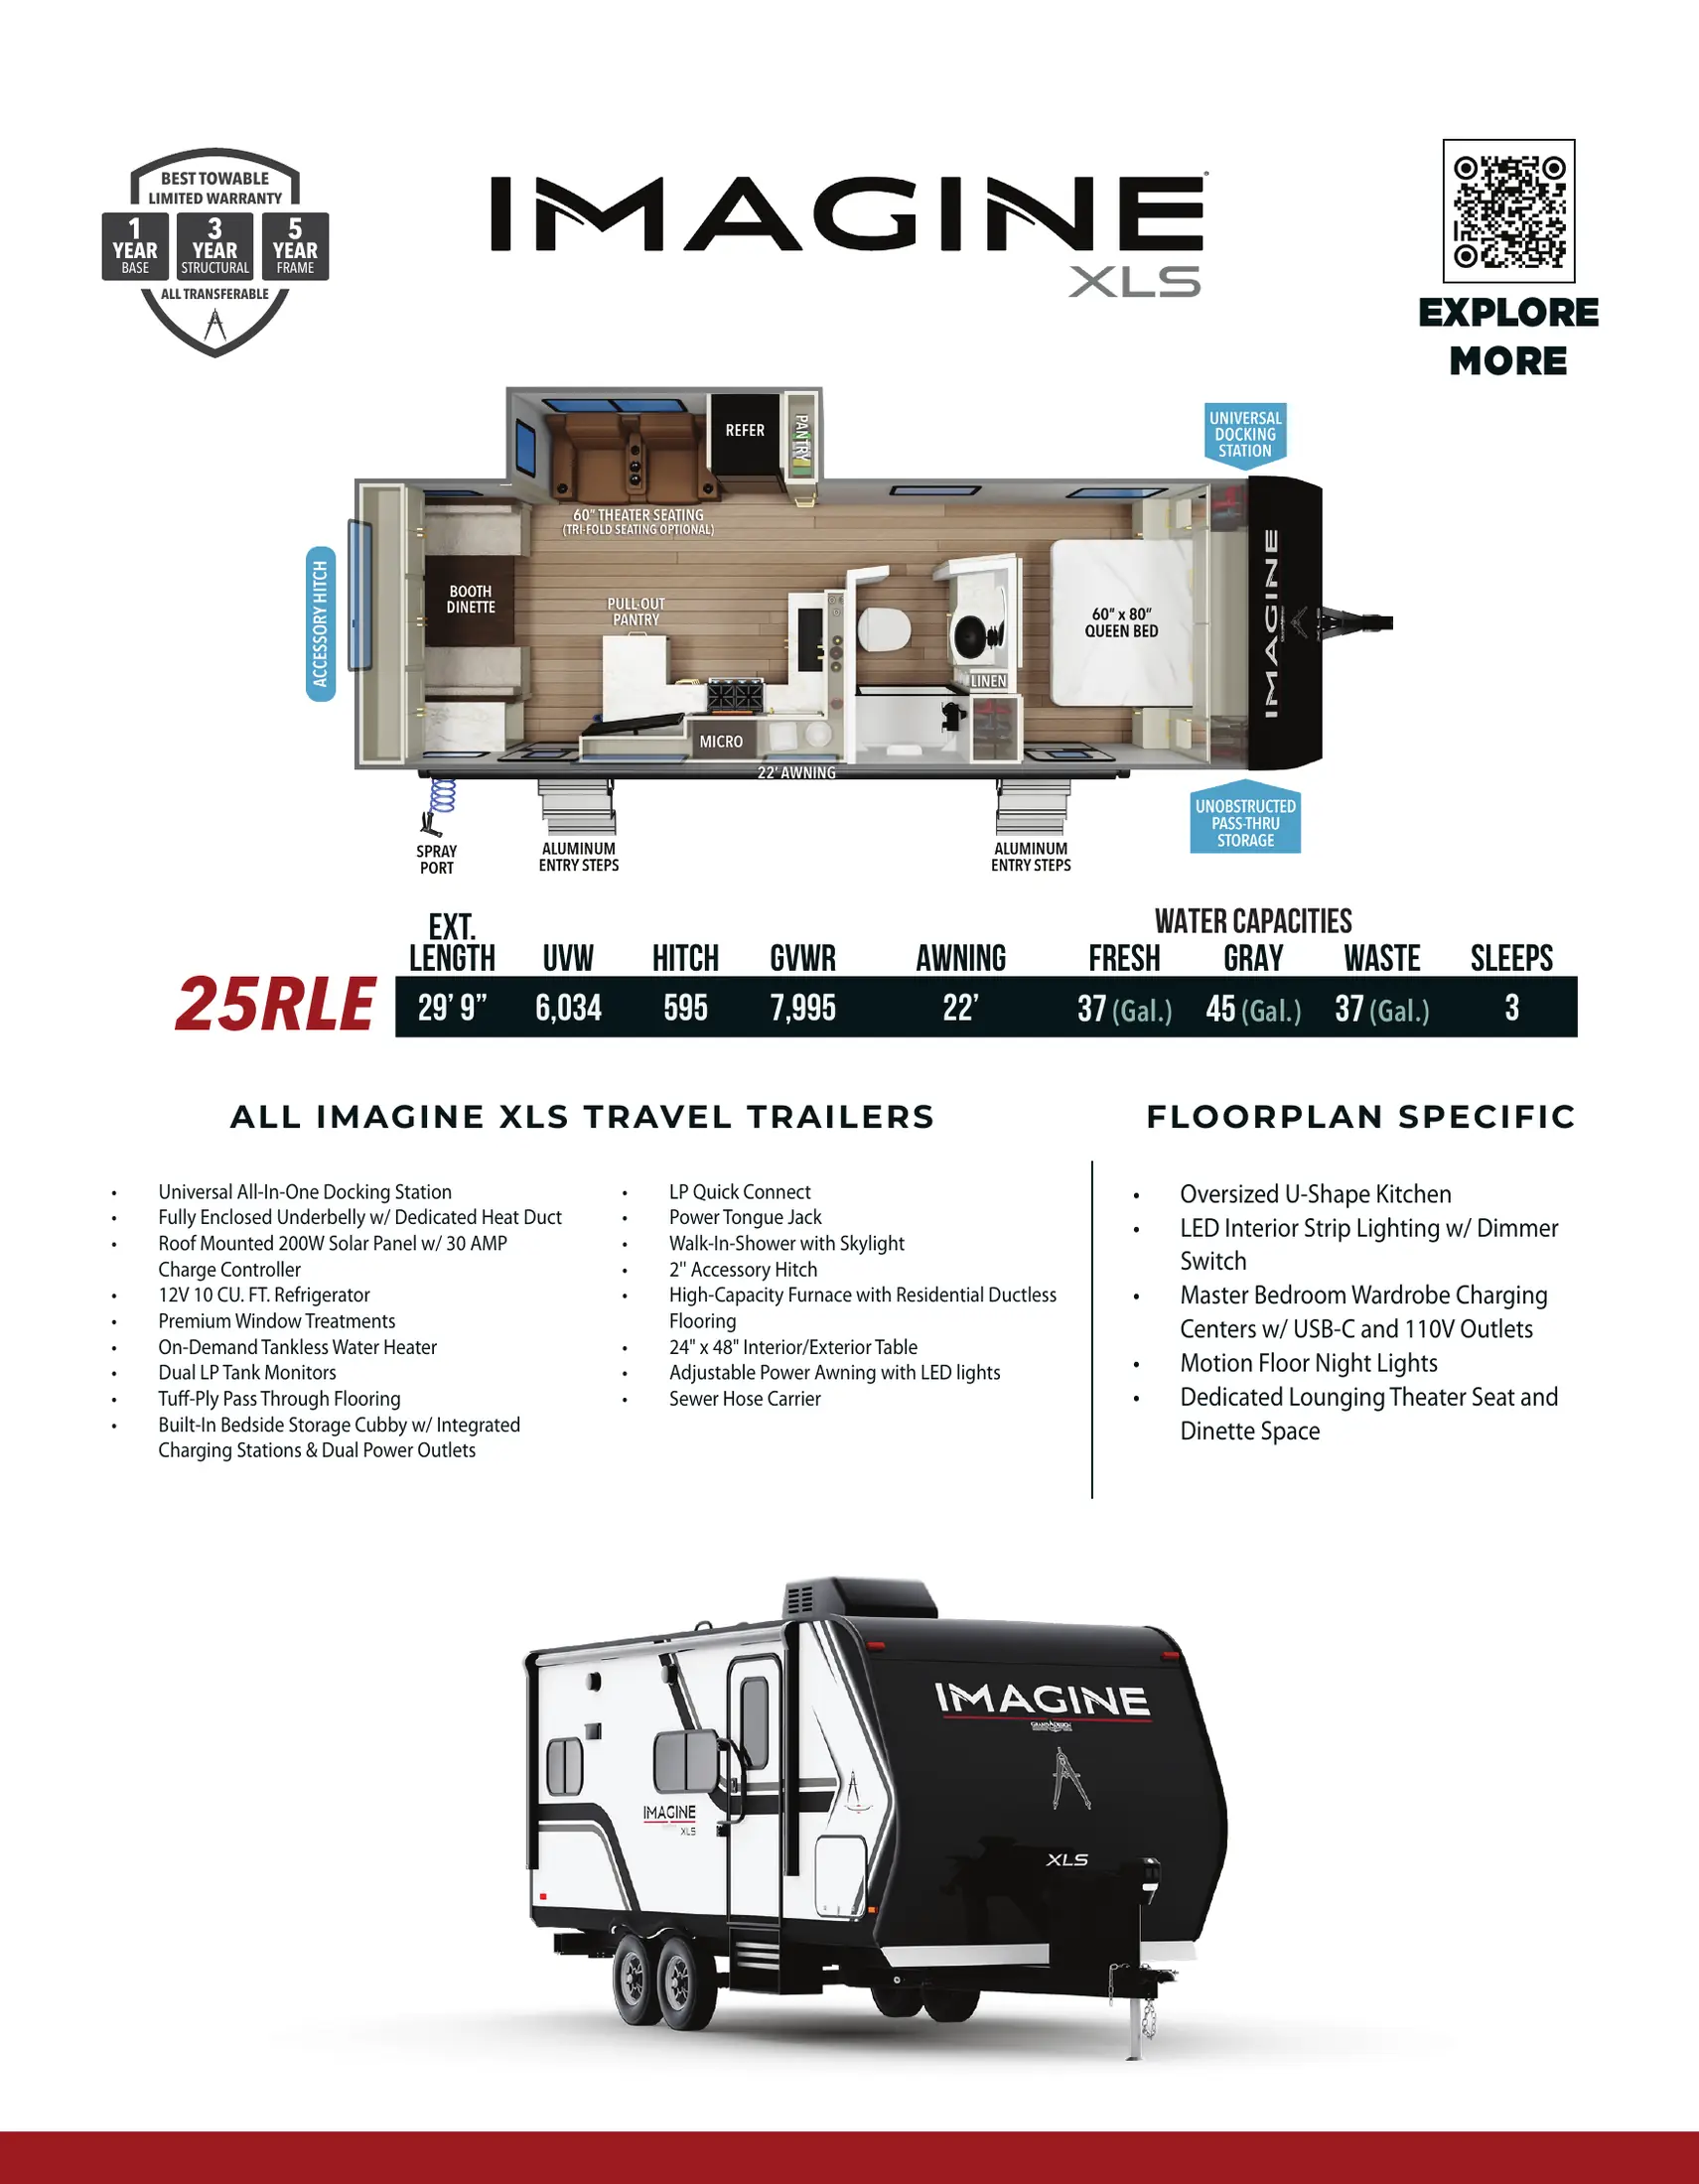 BEST TOWABLE
LIMITED WARRANTY
1 YEAR BASE
3 YEAR STRUCTURAL
5 YEAR FRAME
ALL TRANSFERABLE
IMAGINE
XLS
EXPLORE
MORE
UNIVERSAL
DOCKING
STATION
REFER
PANTRY
60” THEATER SEATING
(TRI-FOLD SEATING OPTIONAL)
ACCESSORY HITCH
BOOTH
DINETTE
PULL-OUT
PANTRY
60” x 80”
QUEEN BED
IMAGINE
XLS
LINEN
MICRO
22' AWNING
SPRAY
PORT
ALUMINUM
ENTRY STEPS
ALUMINUM
ENTRY STEPS
UNOBSTRUCTED
PASS-THRU
STORAGE
WATER CAPACITIES
EXT. LENGTH UVW HITCH GVWR AWNING FRESH GRAY WASTE SLEEPS
25RLE 29’ 9” 6,034 595 7,995 22’ 37 (Gal.) 45 (Gal.) 37 (Gal.) 3
ALL IMAGINE XLS TRAVEL TRAILERS
• Universal All-In-One Docking Station
• Fully Enclosed Underbelly w/ Dedicated Heat Duct
• Roof Mounted 200W Solar Panel w/ 30 AMP
Charge Controller
• 12V 10 CU. FT. Refrigerator
• Premium Window Treatments
• On-Demand Tankless Water Heater
• Dual LP Tank Monitors
• Tuff-Ply Pass Through Flooring
• Built-In Bedside Storage Cubby w/ Integrated
Charging Stations & Dual Power Outlets
• LP Quick Connect
• Power Tongue Jack
• Walk-In-Shower with Skylight
• 2" Accessory Hitch
• High-Capacity Furnace with Residential Ductless
Flooring
• 24" x 48" Interior/Exterior Table
• Adjustable Power Awning with LED lights
• Sewer Hose Carrier
FLOORPLAN SPECIFIC
• Oversized U-Shape Kitchen
• LED Interior Strip Lighting w/ Dimmer
Switch
• Master Bedroom Wardrobe Charging
Centers w/ USB-C and 110V Outlets
• Motion Floor Night Lights
• Dedicated Lounging Theater Seat and
Dinette Space
IMAGINE
GRAND DESIGN
IMAGINE
XLS
XLS